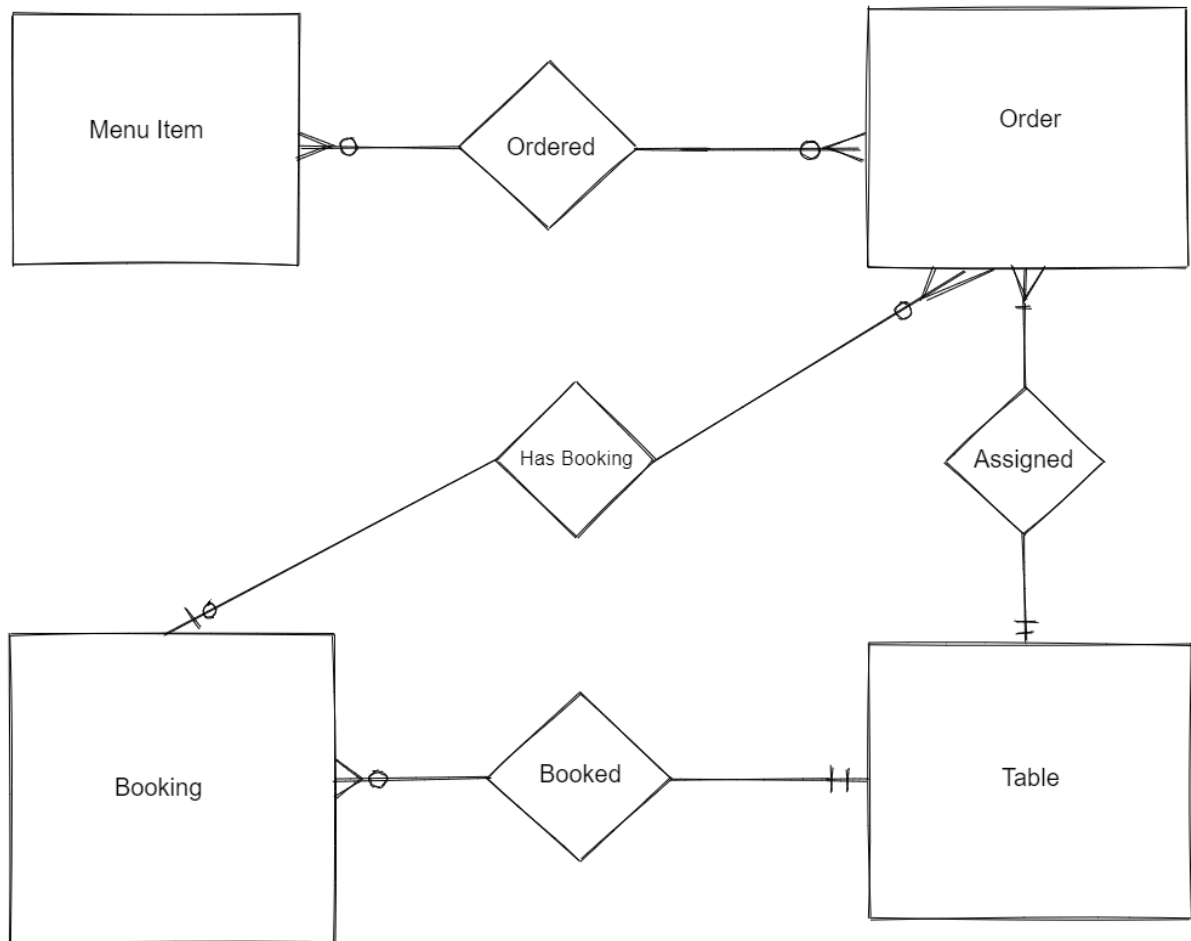 Menu Item
Ordered
Order
Has Booking
Assigned
Booking
Booked
Table